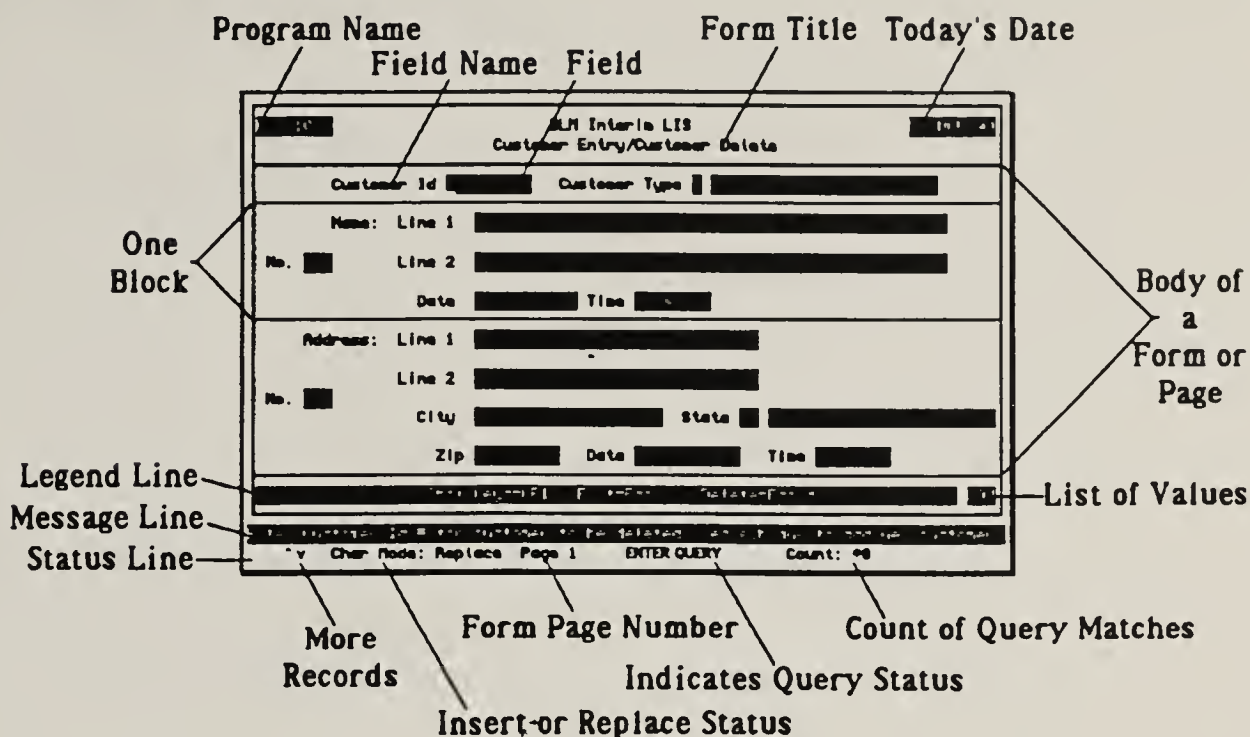 Program Name
Form Title
Today's Date
Field Name
Field
BLM Interim LIS
Customer Entry/Customer Delete
Customer Id
Customer Type
One
Block
Name: Line 1
No.
Line 2
Date
Time
Body of
a
Form or
Page
Address: Line 1
Line 2
No.
City
State
Zip
Date
Time
Legend Line
List of Values
Message Line
Status Line
^v Char Mode: Replace Page 1 ENTER QUERY Count: *0
More
Records
Form Page Number
Count of Query Matches
Indicates Query Status
Insert or Replace Status